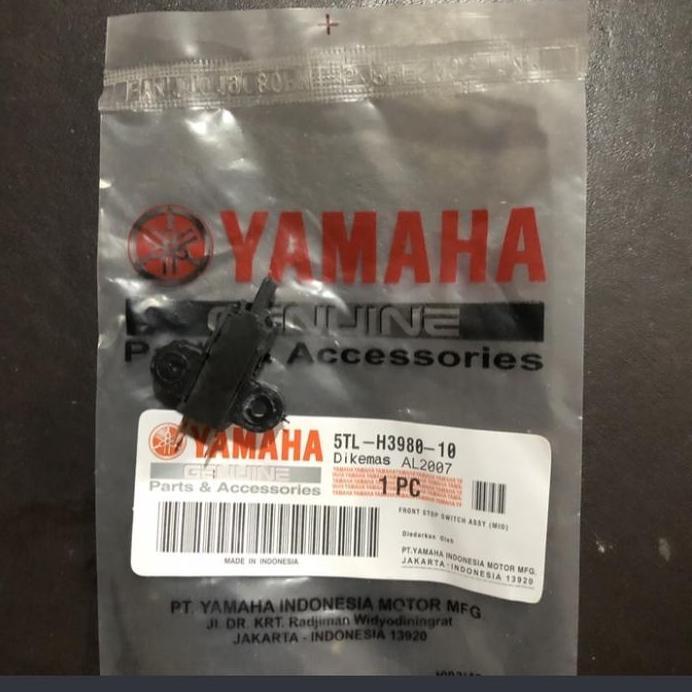 YAMAHA
GENUINE
Parts & Accessories
YAMAHA
GENUINE
Parts & Accessories
5TL-H3980-10
Dikemas AL2007
1 PC
FRONT STOP SWITCH ASSY (MIO)
Diedarkan Oleh
PT.YAMAHA INDONESIA MOTOR MFG.
JAKARTA-INDONESIA 13920
MADE IN INDONESIA
PT. YAMAHA INDONESIA MOTOR MFG
Jl. DR. KRT. Radjiman Widyodiningrat
JAKARTA - INDONESIA 13920